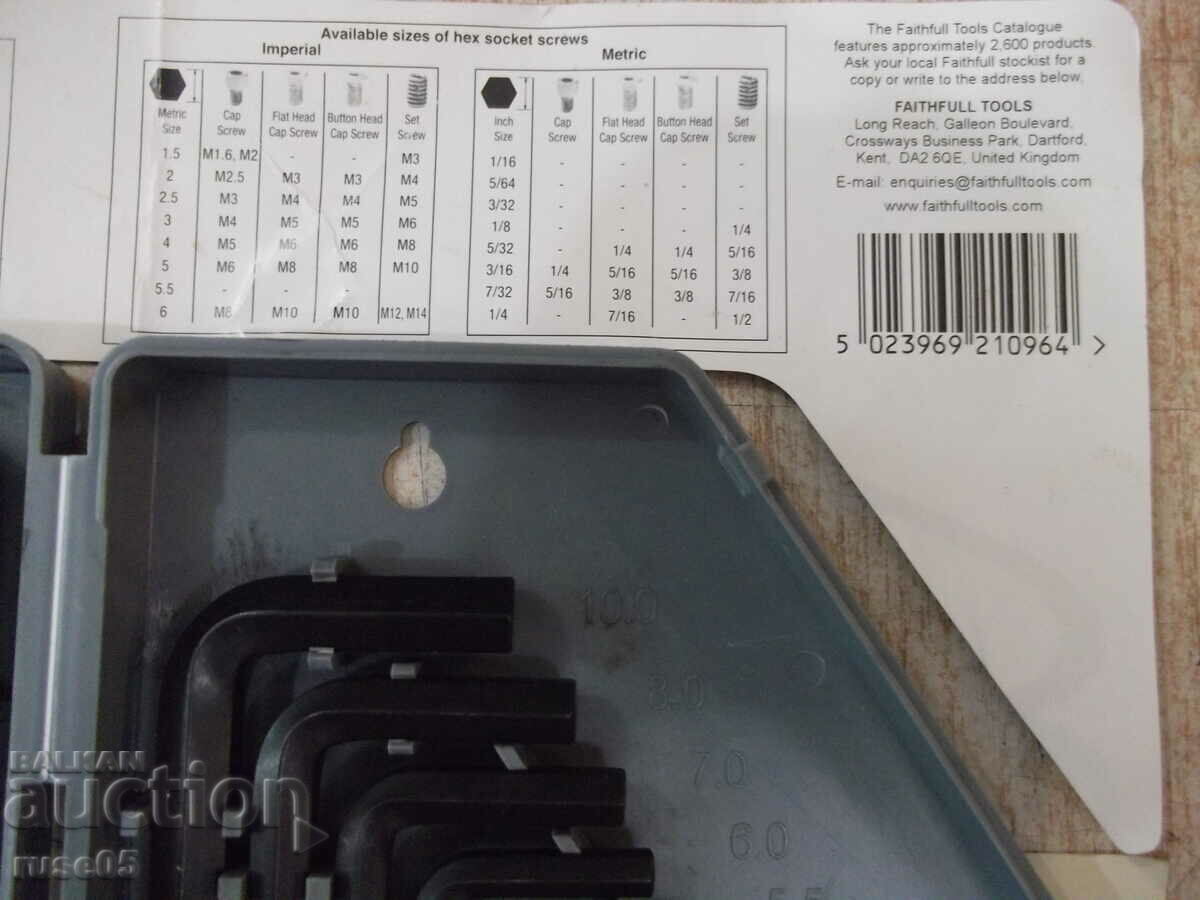 Available sizes of hex socket screws
Imperial
Metric Size Cap Screw Flat Head Cap Screw Button Head Cap Screw Set Screw
1.5 M1.6, M2 - - M3
2 M2.5 M3 M3 M4
2.5 M3 M4 M4 M5
3 M4 M5 M5 M6
4 M5 M6 M6 M8
5 M6 M8 M8 M10
5.5 - - - -
6 M8 M10 M10 M12, M14
Metric
Inch Size Cap Screw Flat Head Cap Screw Button Head Cap Screw Set Screw
1/16 - - - -
5/64 - - - -
3/32 - - - -
1/8 - - - 1/4
5/32 - 1/4 1/4 5/16
3/16 1/4 5/16 5/16 3/8
7/32 5/16 3/8 3/8 7/16
1/4 - 7/16 - 1/2
The Faithfull Tools Catalogue
features approximately 2,600 products.
Ask your local Faithfull stockist for a
copy or write to the address below.
FAITHFULL TOOLS
Long Reach, Galleon Boulevard,
Crossways Business Park, Dartford,
Kent, DA2 6QE, United Kingdom
E-mail: enquiries@faithfulltools.com
www.faithfulltools.com
5 023969 210964 >
10.0
8.0
7.0
6.0
5.5
BALKAN
auction
ruse05